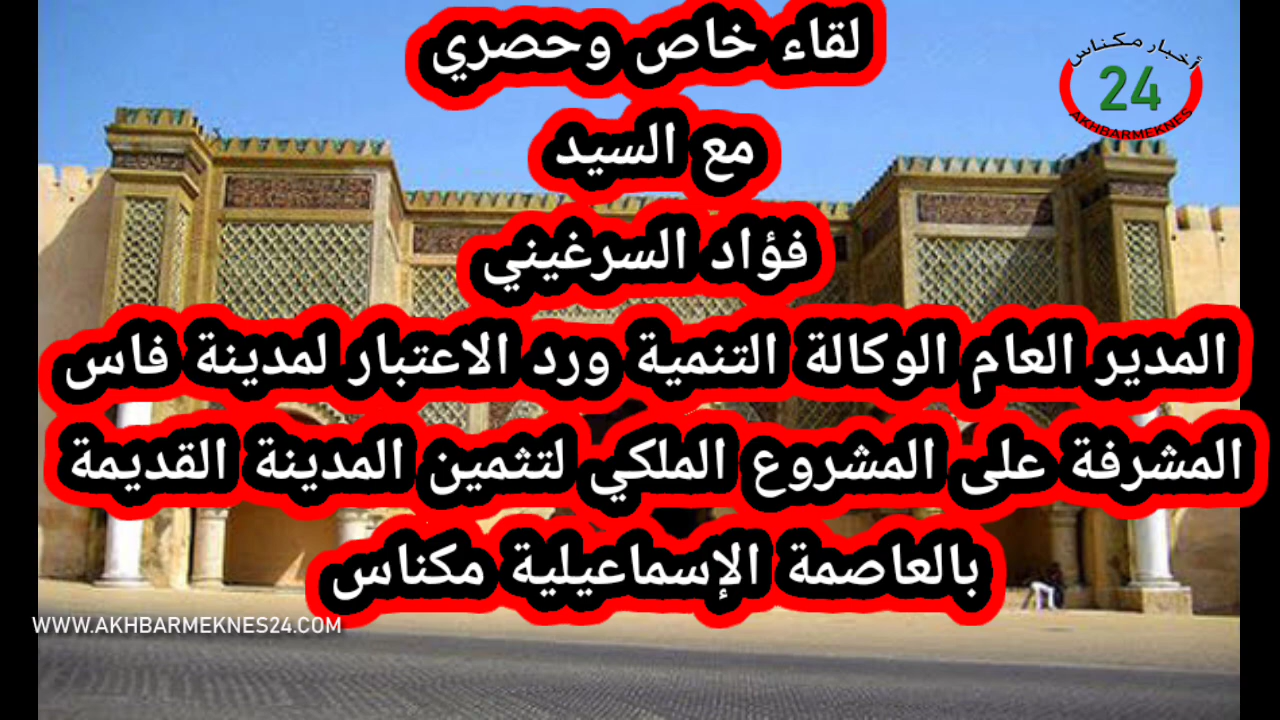 لقاء خاص وحصري
أخبار مكناس
24
AKHBARMEKNES
مع السيد
فؤاد السرغيني
المدير العام الوكالة التنمية ورد الاعتبار لمدينة فاس
المشرفة على المشروع الملكي لتثمين المدينة القديمة
بالعاصمة الإسماعيلية مكناس
WWW.AKHBARMEKNES24.COM